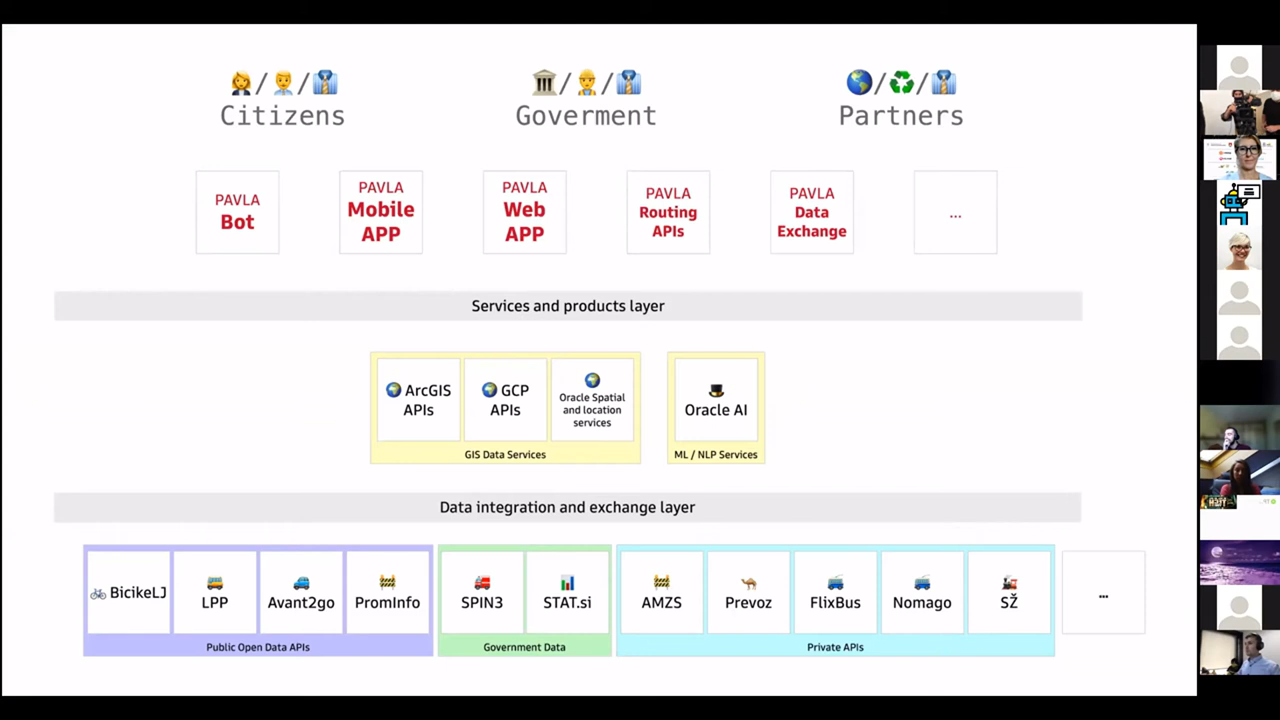 Citizens
Goverment
Partners
PAVLA
Bot
PAVLA
Mobile
APP
PAVLA
Web
APP
PAVLA
Routing
APIs
PAVLA
Data
Exchange
...
Services and products layer
ArcGIS
APIs
GCP
APIs
Oracle Spatial
and location
services
Oracle AI
GIS Data Services
ML / NLP Services
Data integration and exchange layer
BicikeLJ
LPP
Avant2go
PromInfo
SPIN3
STAT.si
AMZS
Prevoz
FlixBus
Nomago
SŽ
...
Public Open Data APIs
Government Data
Private APIs